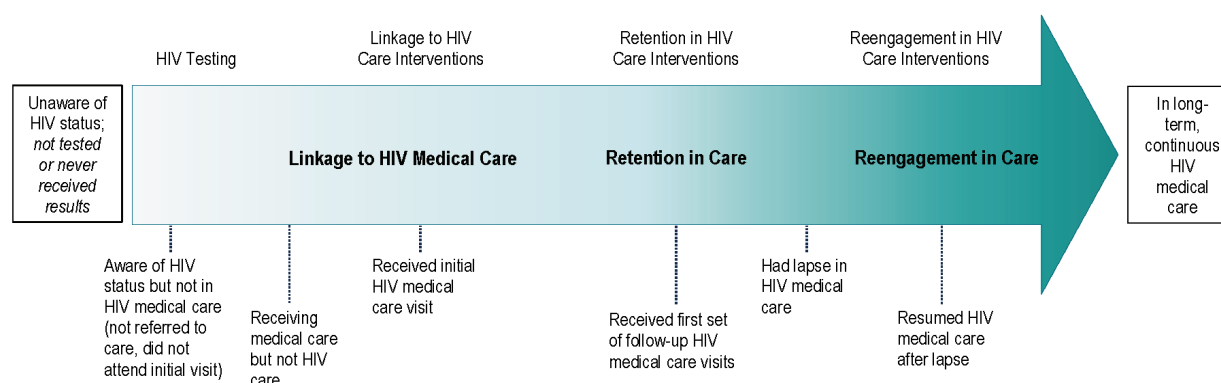 HIV Testing
Linkage to HIV
Care Interventions
Retention in HIV
Care Interventions
Reengagement in HIV
Care Interventions
Unaware of
HIV status;
not tested
or never
received
results
Linkage to HIV Medical Care
Retention in Care
Reengagement in Care
In long-
term,
continuous
HIV
medical
care
Aware of HIV
status but not in
HIV medical care
(not referred to
care, did not
attend initial visit)
Receiving
medical care
but not HIV
care
Received initial
HIV medical
care visit
Received first set
of follow-up HIV
medical care visits
Had lapse in
HIV medical
care
Resumed HIV
medical care
after lapse